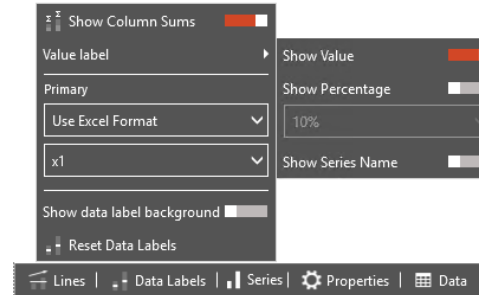 Show Column Sums
Value label
Primary
Use Excel Format
x1
Show data label background
Reset Data Labels
Show Value
Show Percentage
10%
Show Series Name
Lines | Data Labels | Series | Properties | Data